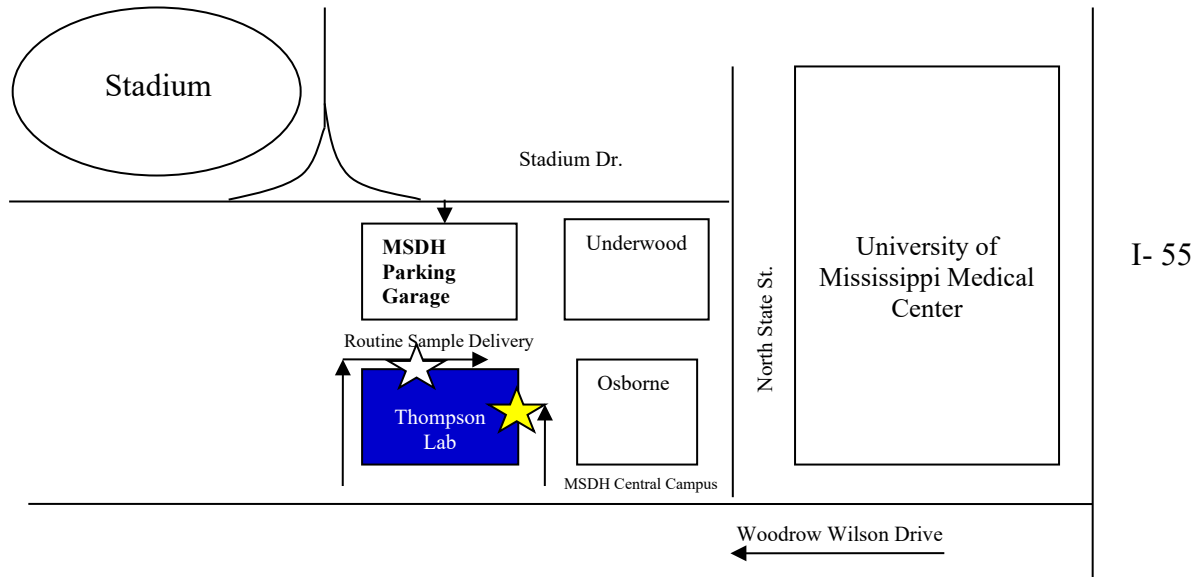 Stadium
Stadium Dr.
MSDH
Parking
Garage
Underwood
University of
Mississippi Medical
Center
I- 55
North State St.
Routine Sample Delivery
Thompson
Lab
Osborne
MSDH Central Campus
Woodrow Wilson Drive